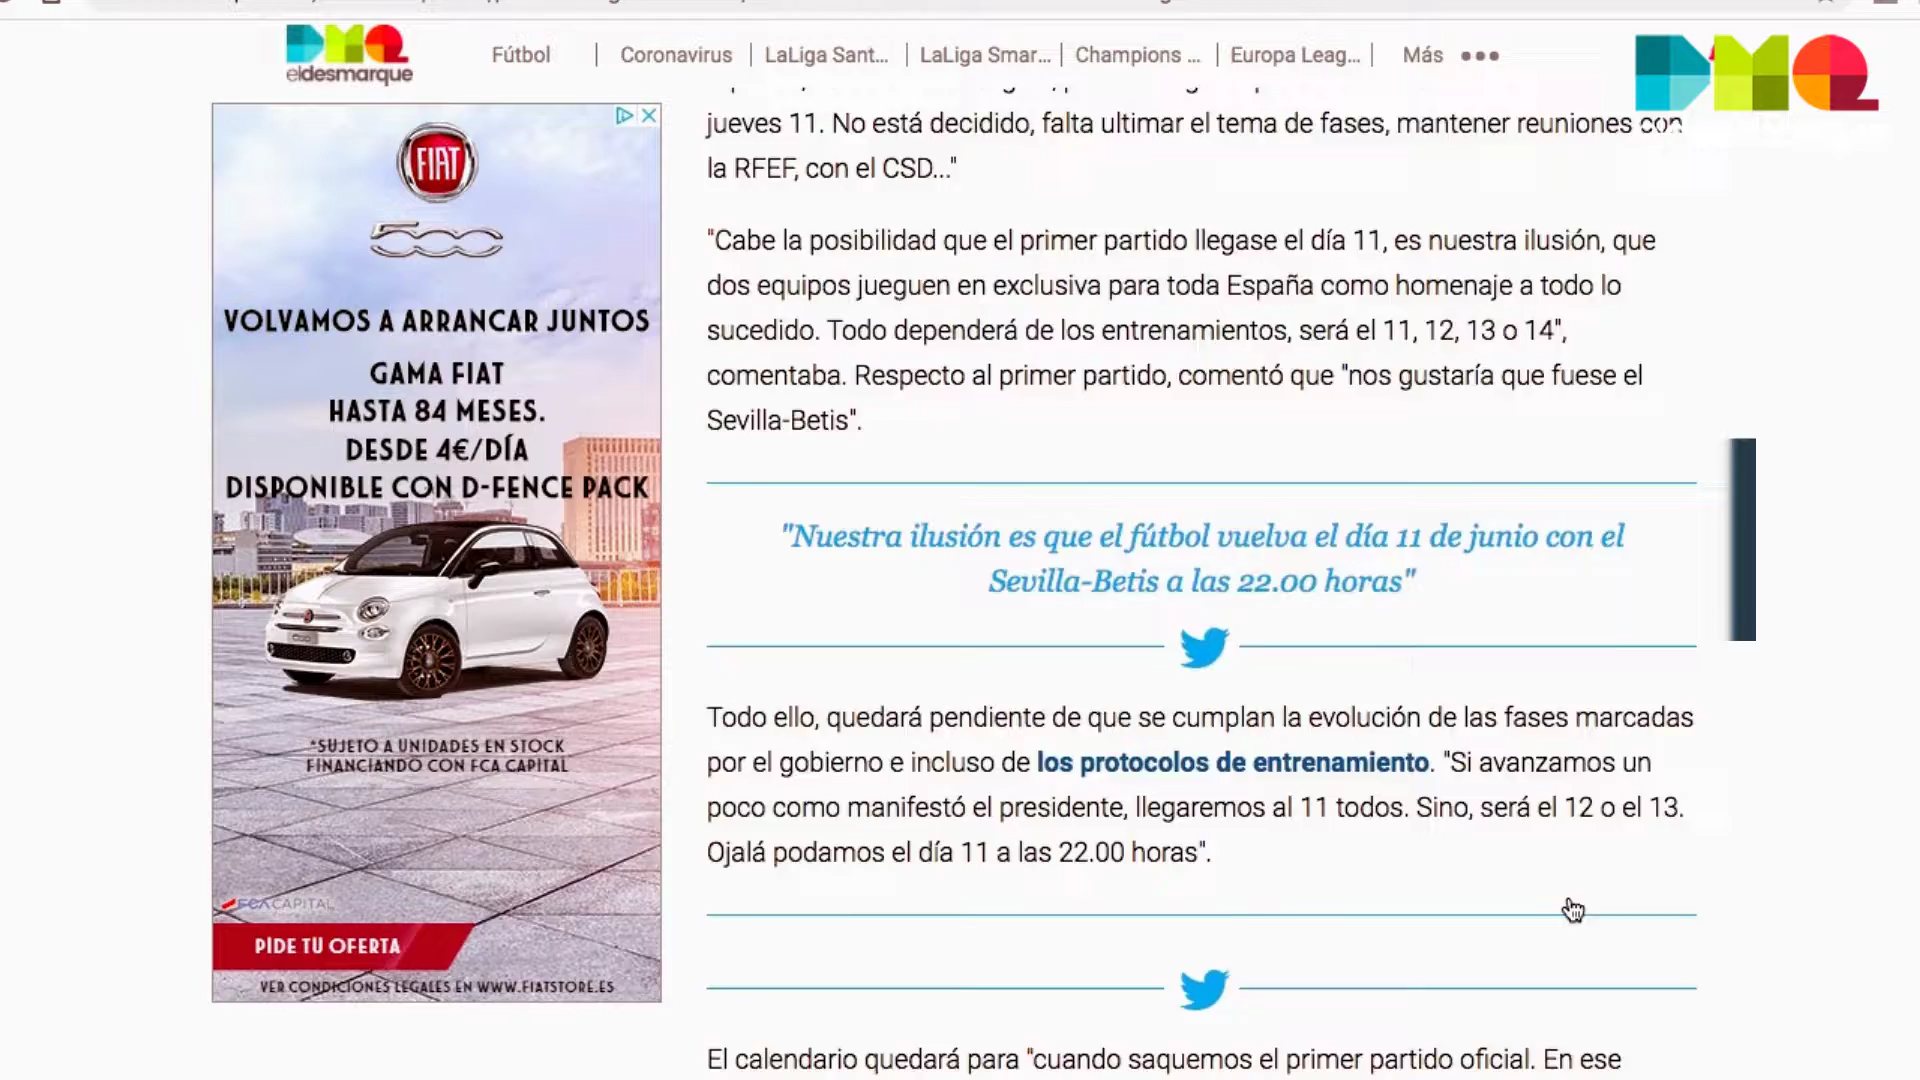 DMQ
eldesmarque
Fútbol | Coronavirus | LaLiga Sant... | LaLiga Smar... | Champions ... | Europa Leag... | Más •••
DMQ
FIAT
500
VOLVAMOS A ARRANCAR JUNTOS
GAMA FIAT
HASTA 84 MESES.
DESDE 4€/DÍA
DISPONIBLE CON D-FENCE PACK
*SUJETO A UNIDADES EN STOCK
FINANCIANDO CON FCA CAPITAL
FCA CAPITAL
PIDE TU OFERTA
VER CONDICIONES LEGALES EN WWW.FIATSTORE.ES
jueves 11. No está decidido, falta ultimar el tema de fases, mantener reuniones con
la RFEF, con el CSD..."
"Cabe la posibilidad que el primer partido llegase el día 11, es nuestra ilusión, que
dos equipos jueguen en exclusiva para toda España como homenaje a todo lo
sucedido. Todo dependerá de los entrenamientos, será el 11, 12, 13 o 14",
comentaba. Respecto al primer partido, comentó que "nos gustaría que fuese el
Sevilla-Betis".
"Nuestra ilusión es que el fútbol vuelva el día 11 de junio con el
Sevilla-Betis a las 22.00 horas"
Todo ello, quedará pendiente de que se cumplan la evolución de las fases marcadas
por el gobierno e incluso de los protocolos de entrenamiento. "Si avanzamos un
poco como manifestó el presidente, llegaremos al 11 todos. Sino, será el 12 o el 13.
Ojalá podamos el día 11 a las 22.00 horas".
El calendario quedará para "cuando saquemos el primer partido oficial. En ese